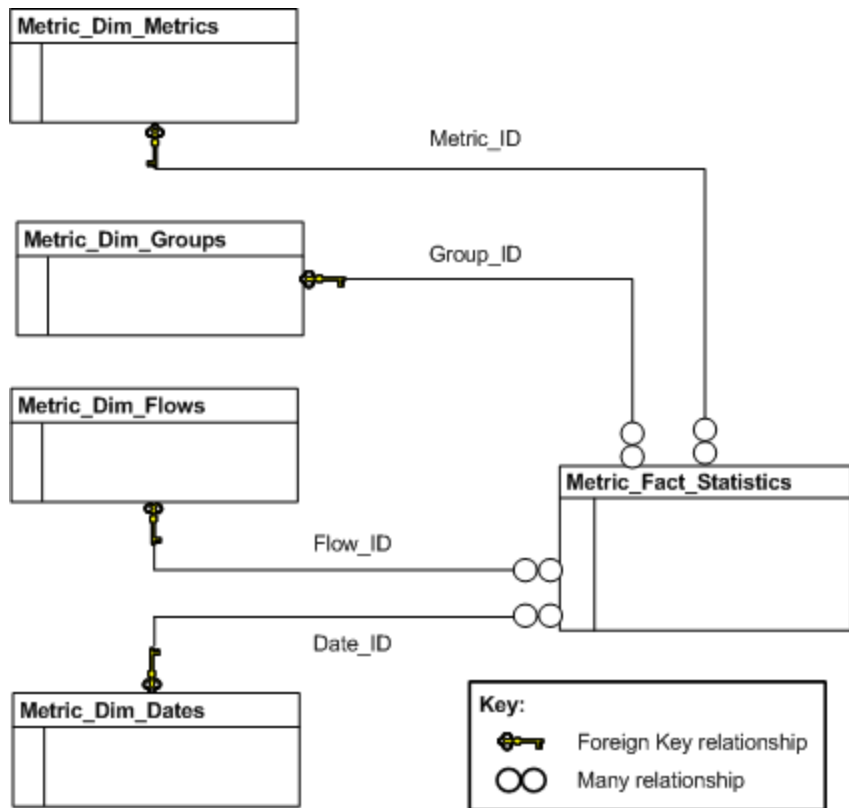 Metric_Dim_Metrics
Metric_ID
Metric_Dim_Groups
Group_ID
Metric_Dim_Flows
Metric_Fact_Statistics
Flow_ID
Date_ID
Metric_Dim_Dates
Key:
Foreign Key relationship
Many relationship